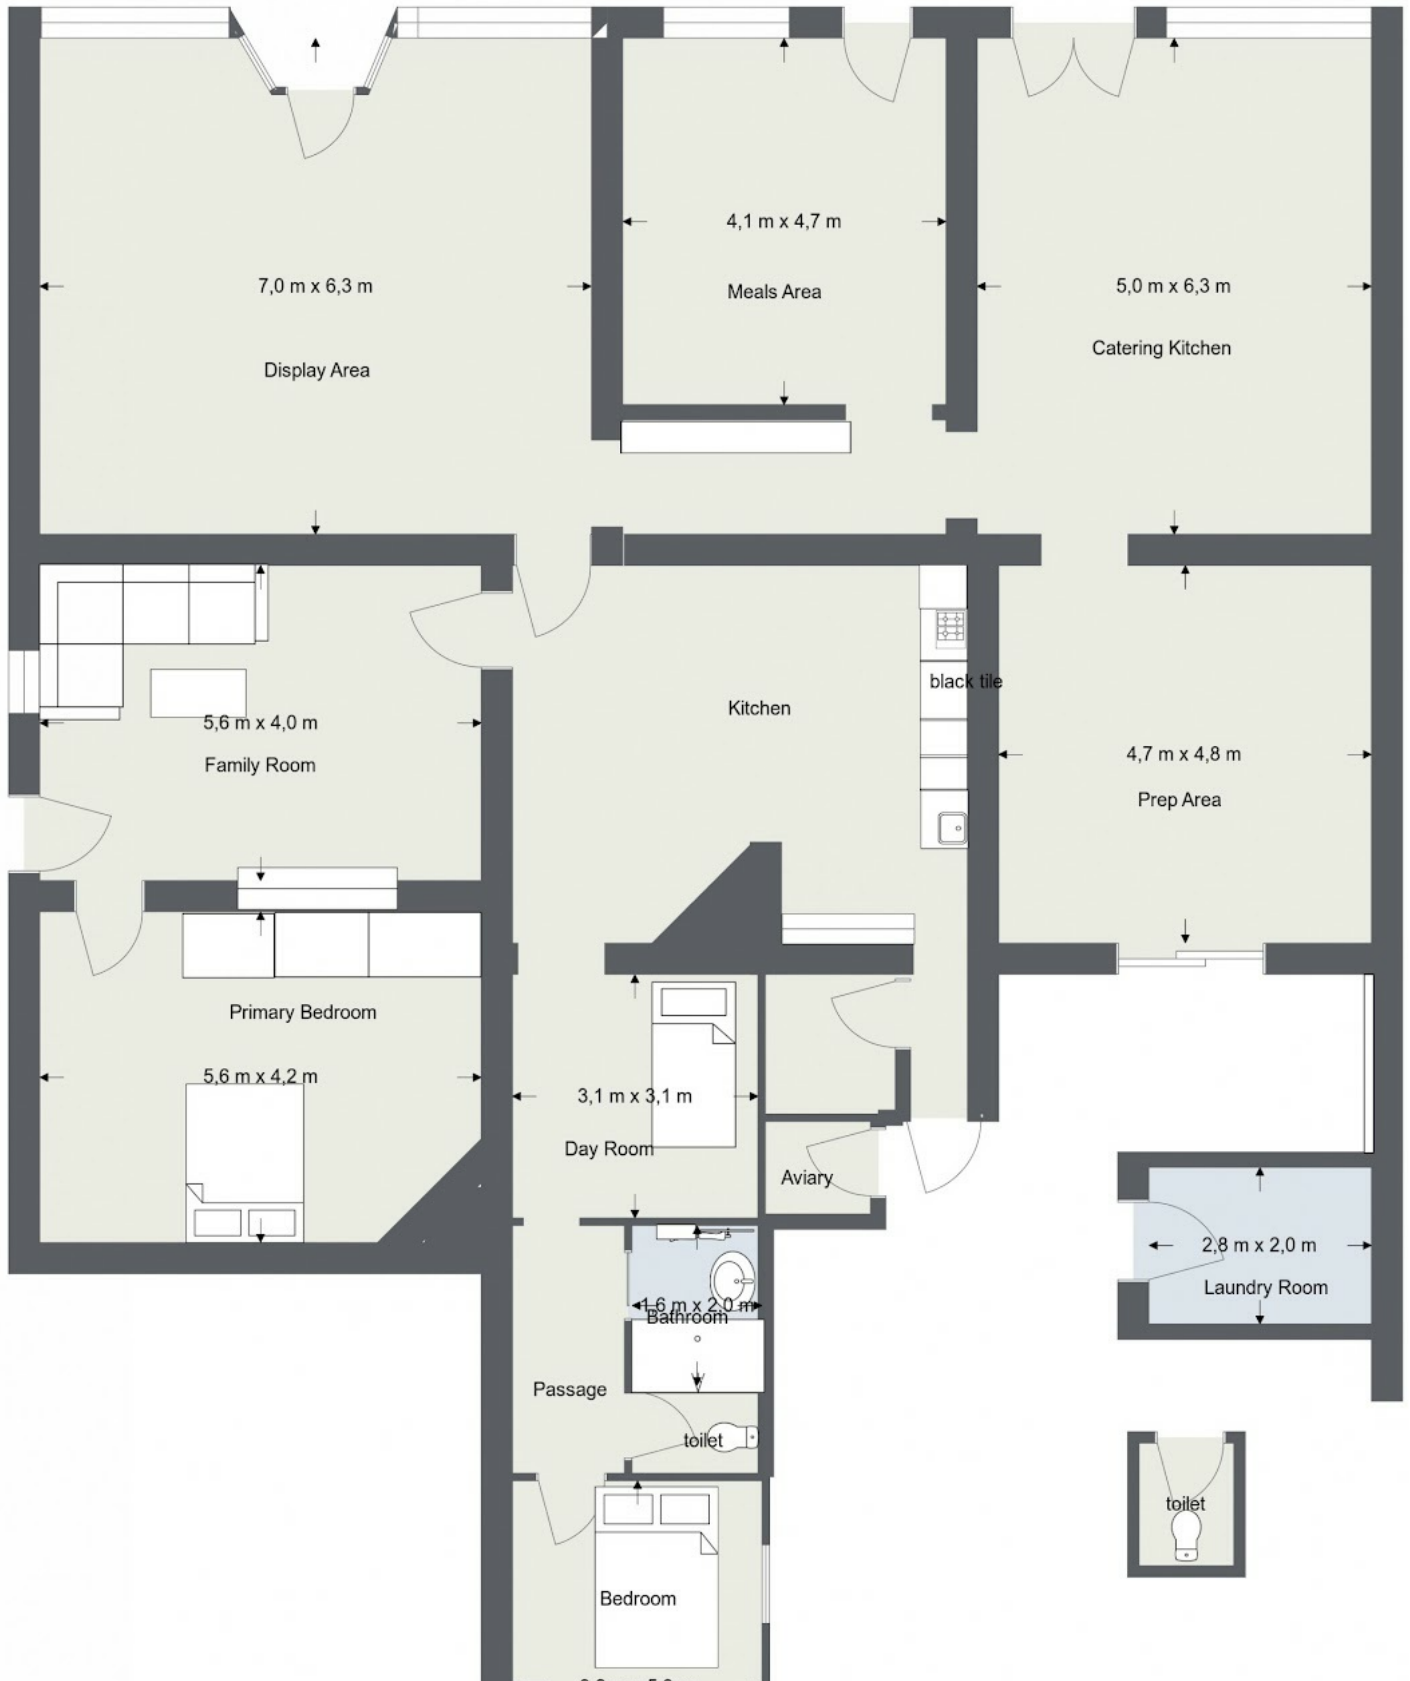 4,1 m x 4,7 m
7,0 m x 6,3 m
5,0 m x 6,3 m
Meals Area
Catering Kitchen
Display Area
black tile
Kitchen
5,6 m x 4,0 m
4,7 m x 4,8 m
Family Room
Prep Area
Primary Bedroom
5,6 m x 4,2 m
3,1 m x 3,1 m
Day Room
Aviary
2,8 m x 2,0 m
Laundry Room
1,6 m x 2,0 m
Bathroom
Passage
toilet
toilet
Bedroom